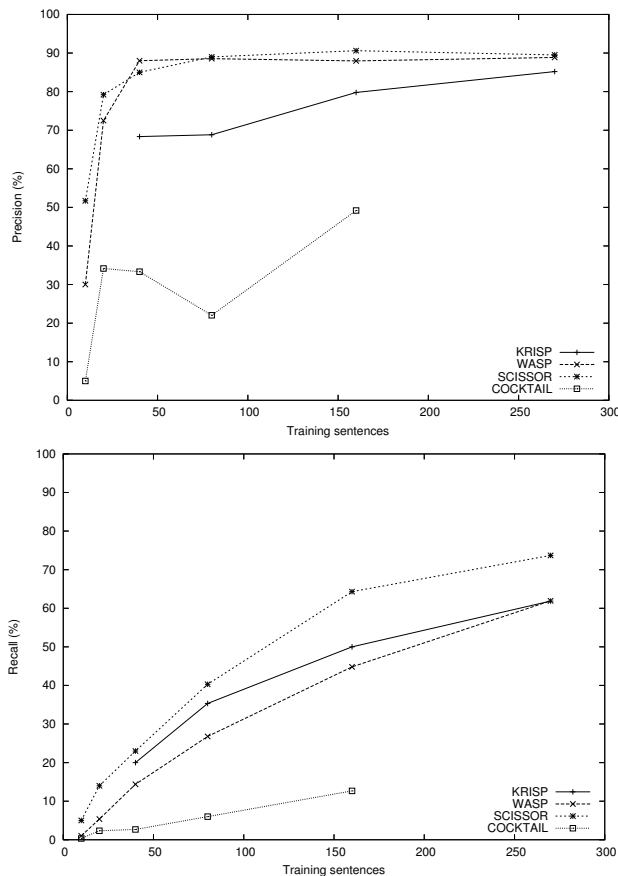 100
90
80
70
60
50
40
30
20
10
0
Precision (%)
KRISP
WASP
SCISSOR
COCKTAIL
0 50 100 150 200 250 300
Training sentences
100
90
80
70
60
50
40
30
20
10
0
Recall (%)
KRISP
WASP
SCISSOR
COCKTAIL
0 50 100 150 200 250 300
Training sentences